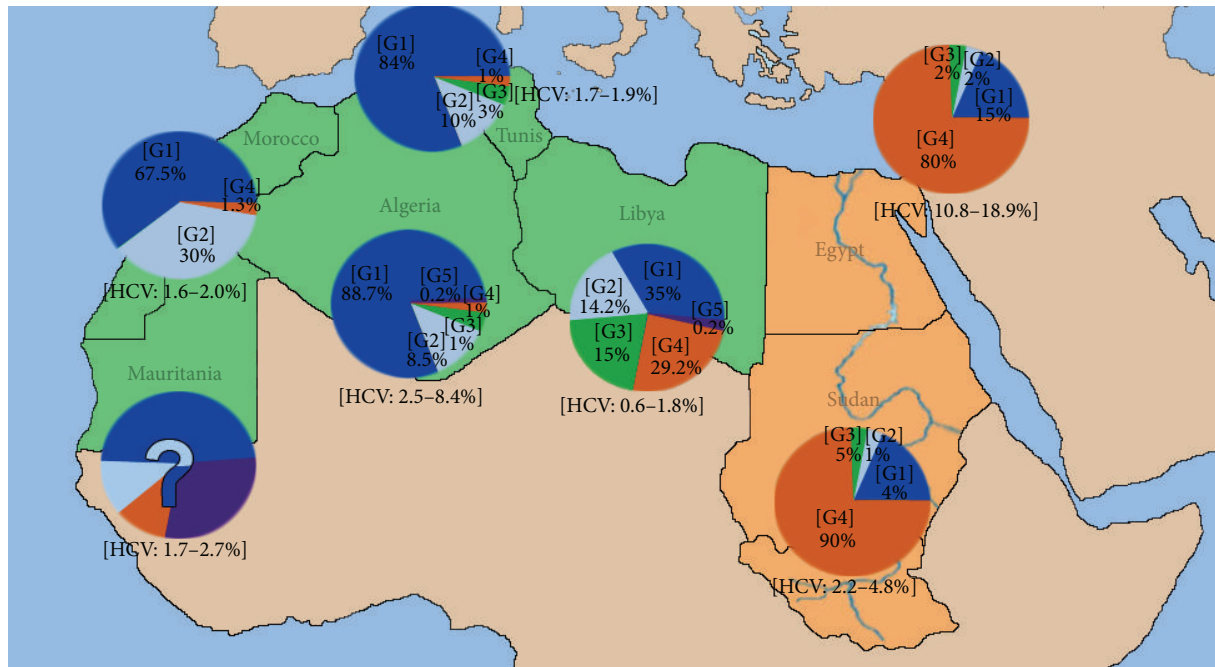 [G1]
84%
[G4]
1%
[G3]
3%
[G2]
10%
[HCV: 1.7–1.9%]
Tunis
[G3]
2%
[G2]
2%
[G1]
15%
[G4]
80%
[HCV: 10.8–18.9%]
Morocco
[G1]
67.5%
[G4]
1.3%
[G2]
30%
[HCV: 1.6–2.0%]
Algeria
[G1]
88.7%
[G5]
0.2%
[G4]
1%
[G3]
1%
[G2]
8.5%
[HCV: 2.5–8.4%]
Libya
[G2]
14.2%
[G1]
35%
[G5]
0.2%
[G3]
15%
[G4]
29.2%
[HCV: 0.6–1.8%]
Egypt
Mauritania
?
[HCV: 1.7–2.7%]
Sudan
[G3]
5%
[G2]
1%
[G1]
4%
[G4]
90%
[HCV: 2.2–4.8%]